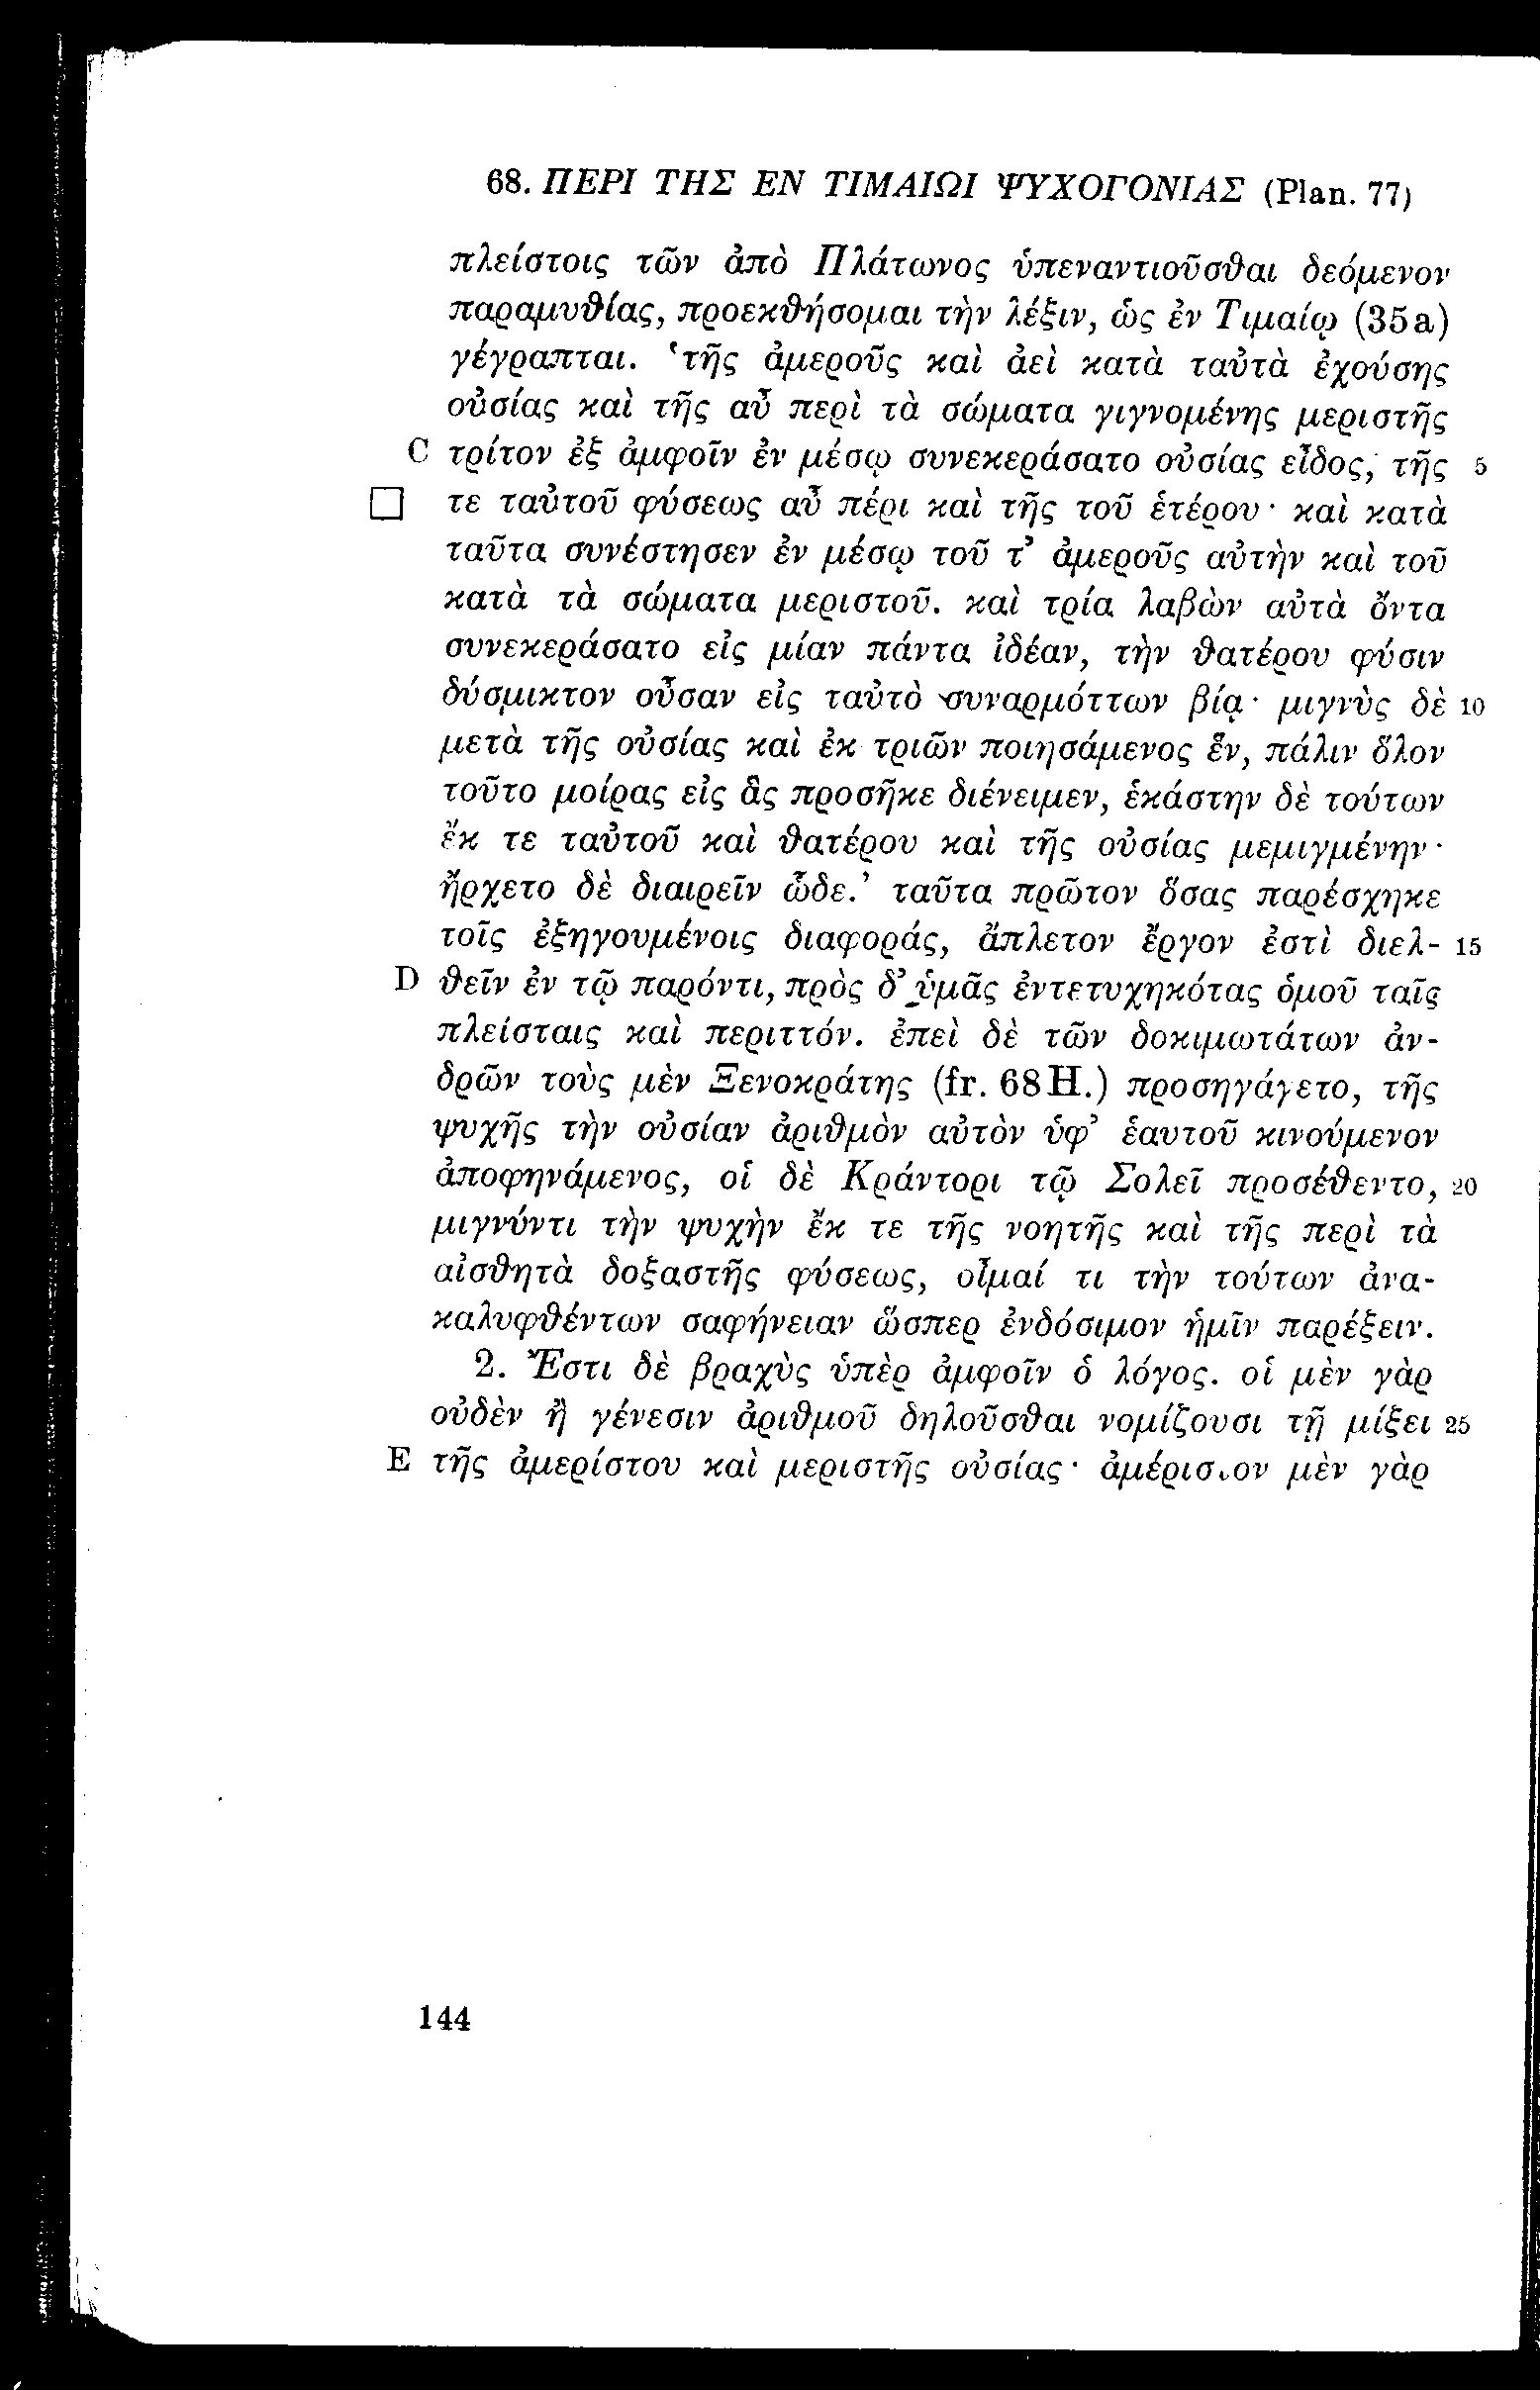 68. ΠΕΡΙ ΤΗΣ ΕΝ ΤΙΜΑΙΩΙ ΨΥΧΟΓΟΝΙΑΣ (Plan. 77)
πλείστοις τῶν ἀπὸ Πλάτωνος ὑπεναντιοῦσθαι δεόμενον
παραμυθίας, προεκθήσομαι τὴν λέξιν, ὡς ἐν Τιμαίῳ (35a)
γέγραπται. ‘τῆς ἀμεροῦς καὶ ἀεὶ κατὰ ταὐτὰ ἐχούσης
οὐσίας καὶ τῆς αὖ περὶ τὰ σώματα γιγνομένης μεριστῆς
C τρίτον ἐξ ἀμφοῖν ἐν μέσῳ συνεκεράσατο οὐσίας εἶδος, τῆς 5
□ τε ταὐτοῦ φύσεως αὖ πέρι καὶ τῆς τοῦ ἑτέρου· καὶ κατὰ
ταῦτα συνέστησεν ἐν μέσῳ τοῦ τ’ ἀμεροῦς αὐτὴν καὶ τοῦ
κατὰ τὰ σώματα μεριστοῦ. καὶ τρία λαβὼν αὐτὰ ὄντα
συνεκεράσατο εἰς μίαν πάντα ἰδέαν, τὴν θατέρου φύσιν
δύσμικτον οὖσαν εἰς ταὐτὸ συναρμόττων βίᾳ· μιγνὺς δὲ 10
μετὰ τῆς οὐσίας καὶ ἐκ τριῶν ποιησάμενος ἕν, πάλιν ὅλον
τοῦτο μοίρας εἰς ἃς προσῆκε διένειμεν, ἑκάστην δὲ τούτων
ἔκ τε ταὐτοῦ καὶ θατέρου καὶ τῆς οὐσίας μεμιγμένην·
ἤρχετο δὲ διαιρεῖν ὧδε.’ ταῦτα πρῶτον ὅσας παρέσχηκε
τοῖς ἐξηγουμένοις διαφοράς, ἄπλετον ἔργον ἐστὶ διελ- 15
D θεῖν ἐν τῷ παρόντι, πρὸς δ’ ὑμᾶς ἐντετυχηκότας ὁμοῦ ταῖς
πλείσταις καὶ περιττόν. ἐπεὶ δὲ τῶν δοκιμωτάτων ἀν-
δρῶν τοὺς μὲν Ξενοκράτης (fr. 68 H.) προσηγάγετο, τῆς
ψυχῆς τὴν οὐσίαν ἀριθμὸν αὐτὸν ὑφ’ ἑαυτοῦ κινούμενον
ἀποφηνάμενος, οἱ δὲ Κράντορι τῷ Σολεῖ προσέθεντο, 20
μιγνύντι τὴν ψυχὴν ἔκ τε τῆς νοητῆς καὶ τῆς περὶ τὰ
αἰσθητὰ δοξαστῆς φύσεως, οἶμαί τι τὴν τούτων ἀνα-
καλυφθέντων σαφήνειαν ὥσπερ ἐνδόσιμον ἡμῖν παρέξειν.
2. Ἔστι δὲ βραχὺς ὑπὲρ ἀμφοῖν ὁ λόγος. οἱ μὲν γὰρ
οὐδὲν ἢ γένεσιν ἀριθμοῦ δηλοῦσθαι νομίζουσι τῇ μίξει 25
E τῆς ἀμερίστου καὶ μεριστῆς οὐσίας· ἀμέριστον μὲν γὰρ
144